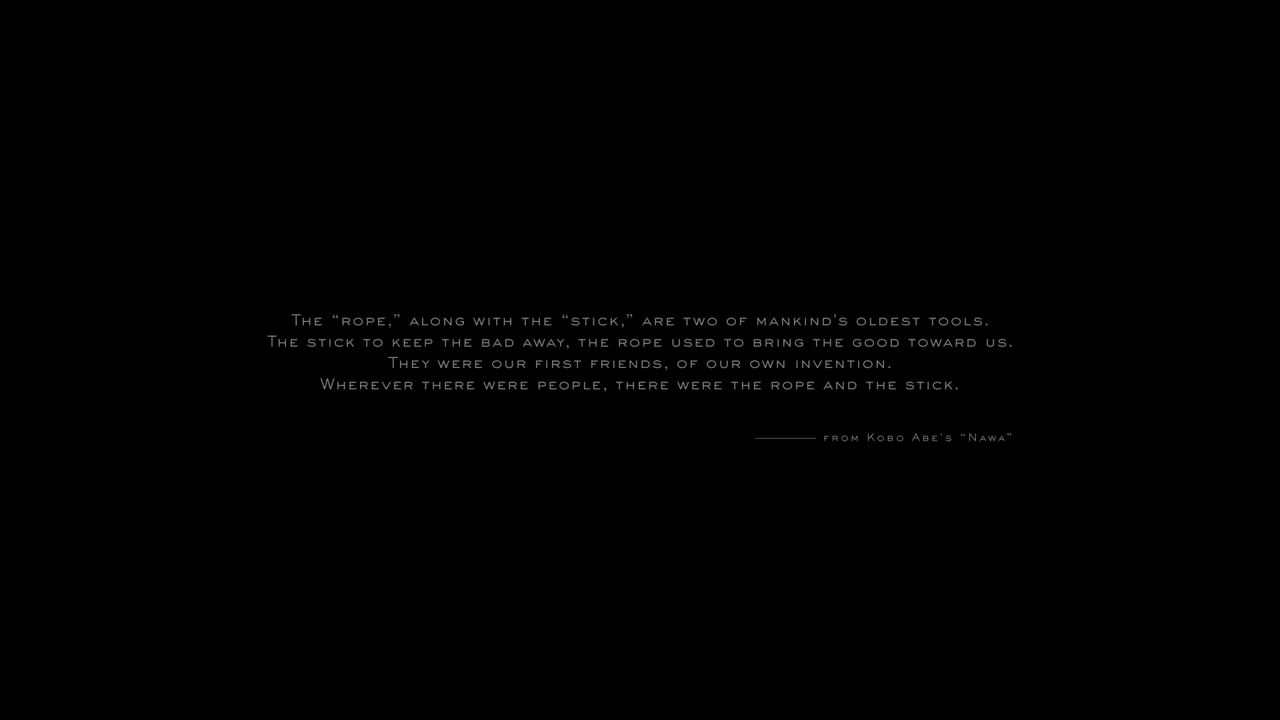 The “rope,” along with the “stick,” are two of mankind's oldest tools.
The stick to keep the bad away, the rope used to bring the good toward us.
They were our first friends, of our own invention.
Wherever there were people, there were the rope and the stick.
from Kobo Abe's “Nawa”